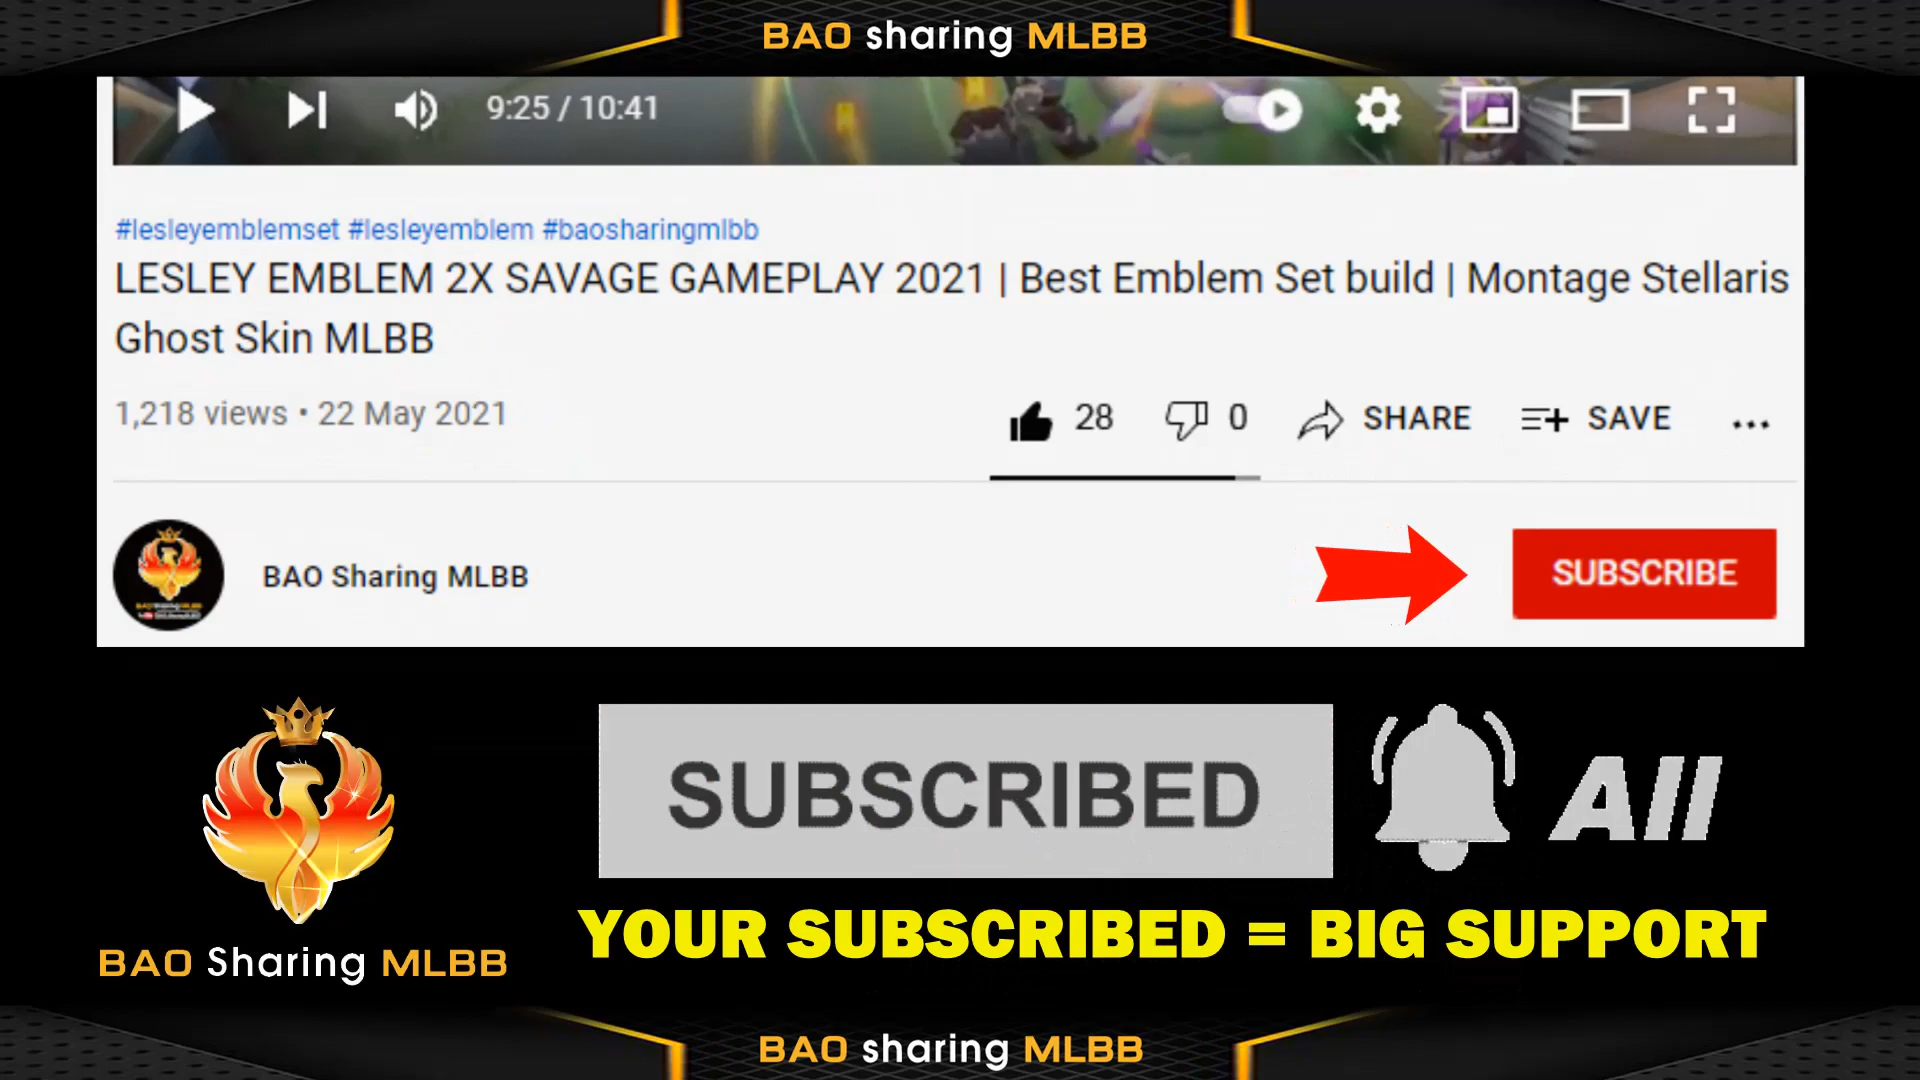 BAO sharing MLBB
9:25 / 10:41
#lesleyemblemset #lesleyemblem #baosharingmlbb
LESLEY EMBLEM 2X SAVAGE GAMEPLAY 2021 | Best Emblem Set build | Montage Stellaris
Ghost Skin MLBB
1,218 views • 22 May 2021
28 0 SHARE SAVE ...
BAO Sharing MLBB
SUBSCRIBE
SUBSCRIBED All
YOUR SUBSCRIBED = BIG SUPPORT
BAO Sharing MLBB
BAO sharing MLBB